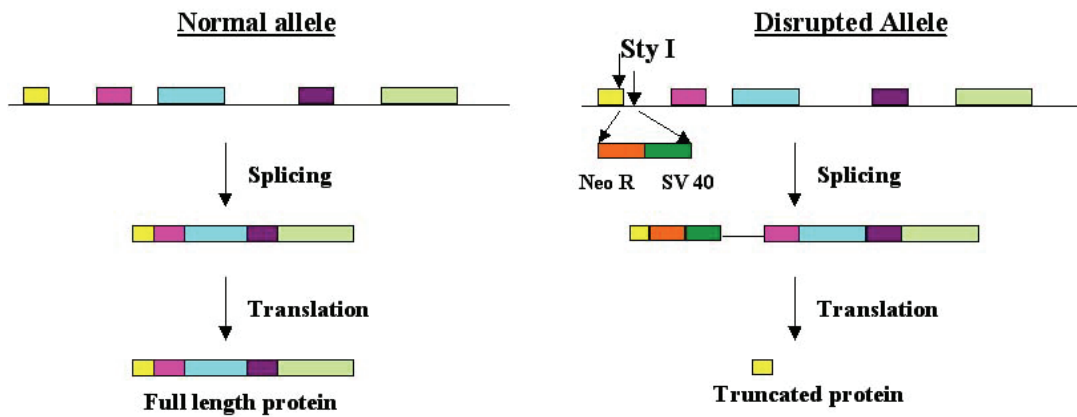 Normal allele
Splicing
Translation
Full length protein
Disrupted Allele
Sty I
Neo R SV 40
Splicing
Translation
Truncated protein